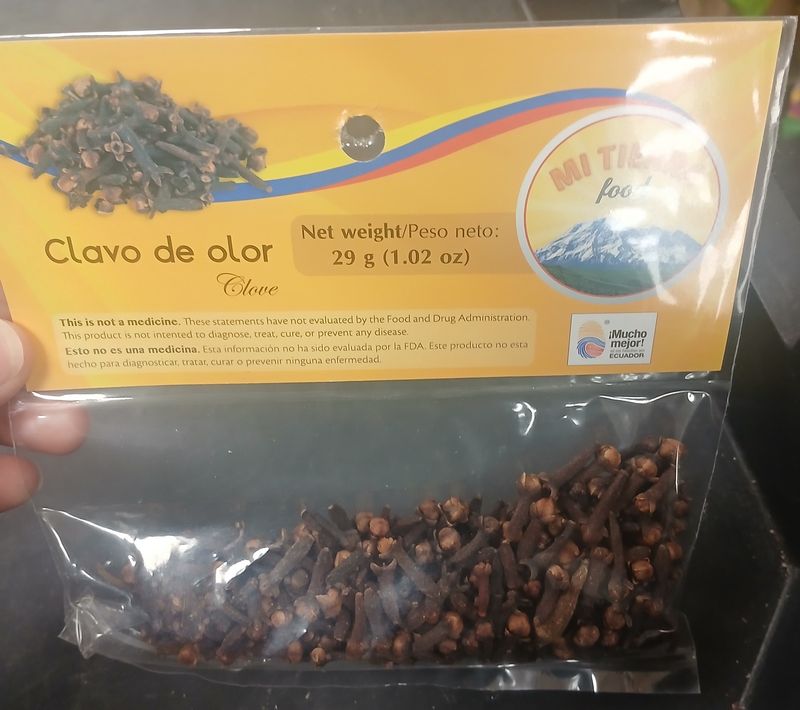 MI
food
Clavo de olor
Clove
Net weight/Peso neto:
29 g (1.02 oz)
This is not a medicine. These statements have not evaluated by the Food and Drug Administration.
This product is not intended to diagnose, treat, cure, or prevent any disease.
Esto no es una medicina. Esta información no ha sido evaluada por la FDA. Este producto no esta
hecho para diagnosticar, tratar, curar o prevenir ninguna enfermedad.
¡Mucho
mejor!
ECUADOR